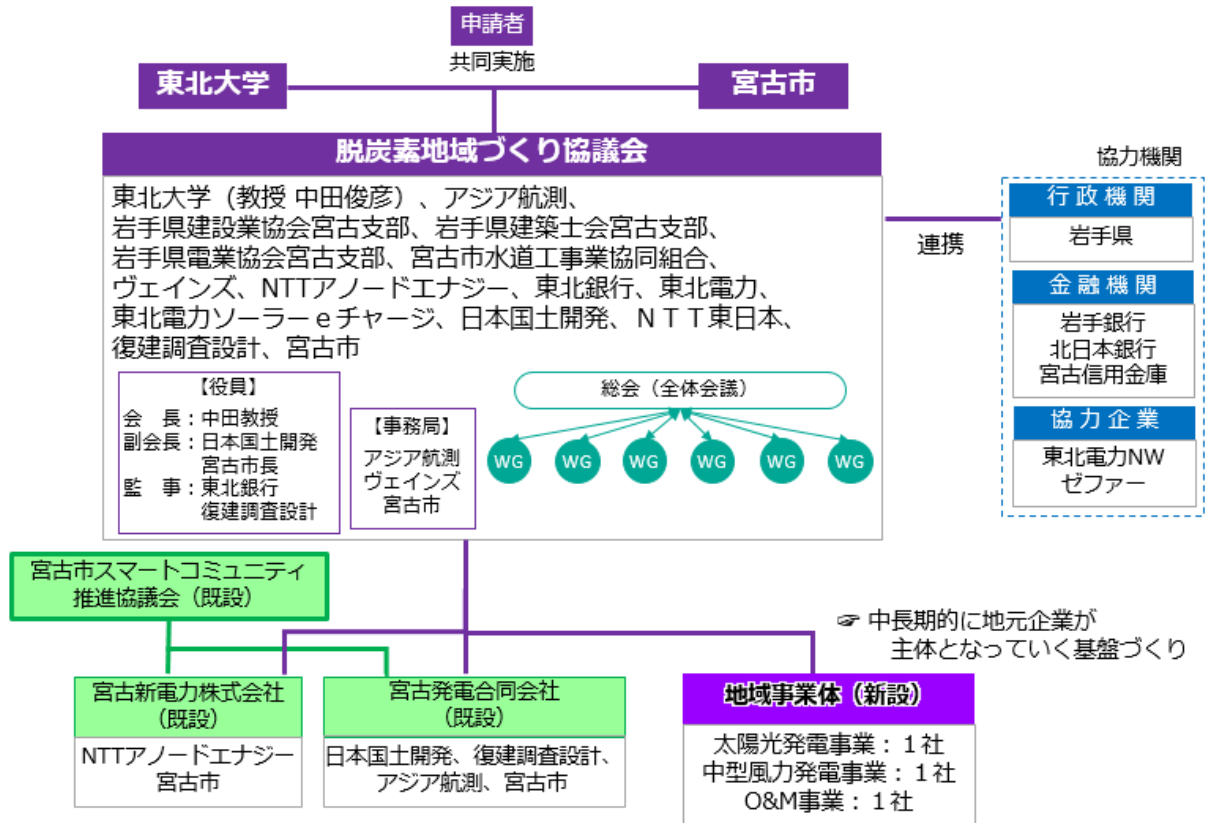 申請者
共同実施
東北大学
宮古市
脱炭素地域づくり協議会
東北大学（教授 中田俊彦）、アジア航測、
岩手県建設業協会宮古支部、岩手県建築士会宮古支部、
岩手県電業協会宮古支部、宮古市水道工事業協同組合、
ヴェインズ、NTTアノードエナジー、東北銀行、東北電力、
東北電力ソーラーｅチャージ、日本国土開発、ＮＴＴ東日本、
復建調査設計、宮古市
【役員】
会　長：中田教授
副会長：日本国土開発
宮古市長
監　事：東北銀行
復建調査設計
【事務局】
アジア航測
ヴェインズ
宮古市
総会（全体会議）
WG
WG
WG
WG
WG
WG
連携
協力機関
行政機関
岩手県
金融機関
岩手銀行
北日本銀行
宮古信用金庫
協力企業
東北電力NW
ゼファー
宮古市スマートコミュニティ
推進協議会（既設）
☞ 中長期的に地元企業が
主体となっていく基盤づくり
宮古新電力株式会社
（既設）
NTTアノードエナジー
宮古市
宮古発電合同会社
（既設）
日本国土開発、復建調査設計、
アジア航測、宮古市
地域事業体（新設）
太陽光発電事業：１社
中型風力発電事業：１社
O&M事業：１社